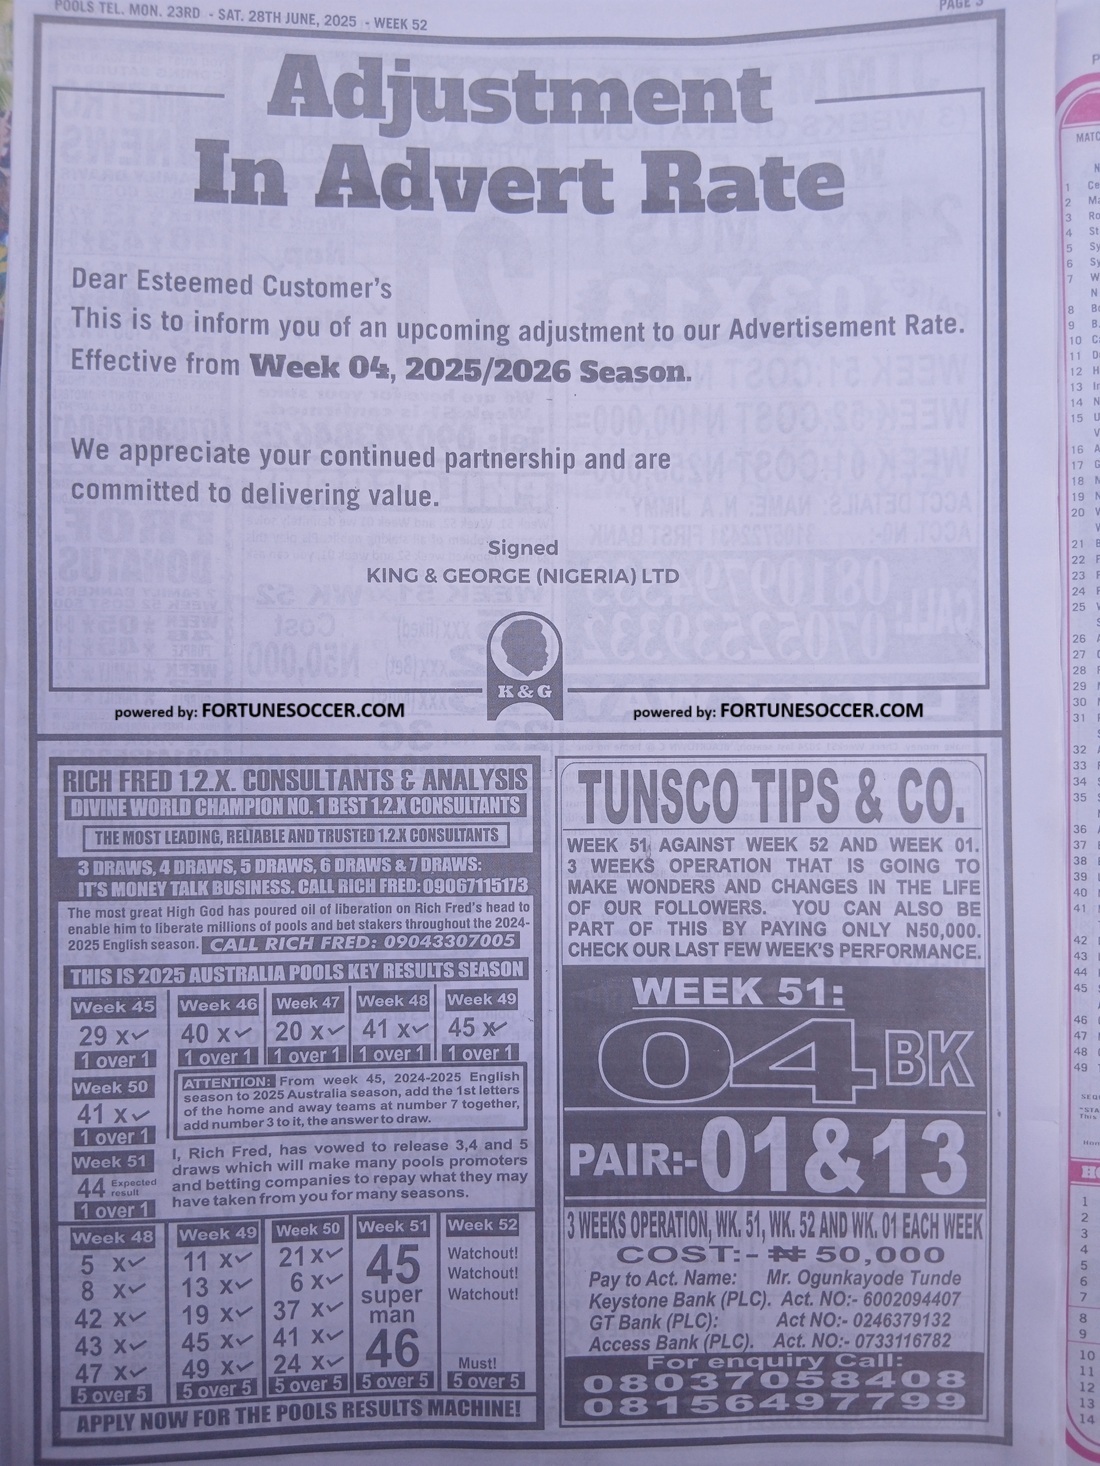 POOLS TEL. MON. 23RD - SAT. 28TH JUNE, 2025 - WEEK 52
PAGE 3
Adjustment
In Advert Rate
Dear Esteemed Customer's
This is to inform you of an upcoming adjustment to our Advertisement Rate.
Effective from Week 04, 2025/2026 Season.
We appreciate your continued partnership and are
committed to delivering value.
Signed
KING & GEORGE (NIGERIA) LTD
K & G
powered by: FORTUNESOCCER.COM
powered by: FORTUNESOCCER.COM
RICH FRED 1.2.X. CONSULTANTS & ANALYSIS
DIVINE WORLD CHAMPION NO. 1 BEST 1.2.X CONSULTANTS
THE MOST LEADING, RELIABLE AND TRUSTED 1.2.X CONSULTANTS
3 DRAWS, 4 DRAWS, 5 DRAWS, 6 DRAWS & 7 DRAWS:
IT'S MONEY TALK BUSINESS. CALL RICH FRED: 09067115173
The most great High God has poured oil of liberation on Rich Fred's head to
enable him to liberate millions of pools and bet stakers throughout the 2024-
2025 English season. CALL RICH FRED: 09043307005
THIS IS 2025 AUSTRALIA POOLS KEY RESULTS SEASON
Week 45 Week 46 Week 47 Week 48 Week 49
29 X✓ 40 X✓ 20 X✓ 41 X✓ 45 X✓
1 over 1 1 over 1 1 over 1 1 over 1 1 over 1
Week 50
41 X✓
1 over 1
Week 51
44 Expected
result
1 over 1
ATTENTION: From week 45, 2024-2025 English
season to 2025 Australia season, add the 1st letters
of the home and away teams at number 7 together,
add number 3 to it, the answer to draw.
I, Rich Fred, has vowed to release 3,4 and 5
draws which will make many pools promoters
and betting companies to repay what they may
have taken from you for many seasons.
Week 48 Week 49 Week 50 Week 51 Week 52
5 X✓ 11 X✓ 21 X✓ 45 Watchout!
8 X✓ 13 X✓ 6 X✓ super Watchout!
42 X✓ 19 X✓ 37 X✓ man Watchout!
43 X✓ 45 X✓ 41 X✓ 46
47 X✓ 49 X✓ 24 X✓ Must!
5 over 5 5 over 5 5 over 5 5 over 5 5 over 5
APPLY NOW FOR THE POOLS RESULTS MACHINE!
TUNSCO TIPS & CO.
WEEK 51 AGAINST WEEK 52 AND WEEK 01.
3 WEEKS OPERATION THAT IS GOING TO
MAKE WONDERS AND CHANGES IN THE LIFE
OF OUR FOLLOWERS. YOU CAN ALSO BE
PART OF THIS BY PAYING ONLY N50,000.
CHECK OUR LAST FEW WEEK'S PERFORMANCE.
WEEK 51:
04 BK
PAIR:-01&13
3 WEEKS OPERATION, WK. 51, WK. 52 AND WK. 01 EACH WEEK
COST:- ₦ 50,000
Pay to Act. Name: Mr. Ogunkayode Tunde
Keystone Bank (PLC). Act. NO:- 6002094407
GT Bank (PLC): Act NO:- 0246379132
Access Bank (PLC). Act. NO:- 0733116782
For enquiry Call:
08037058408
08156497799